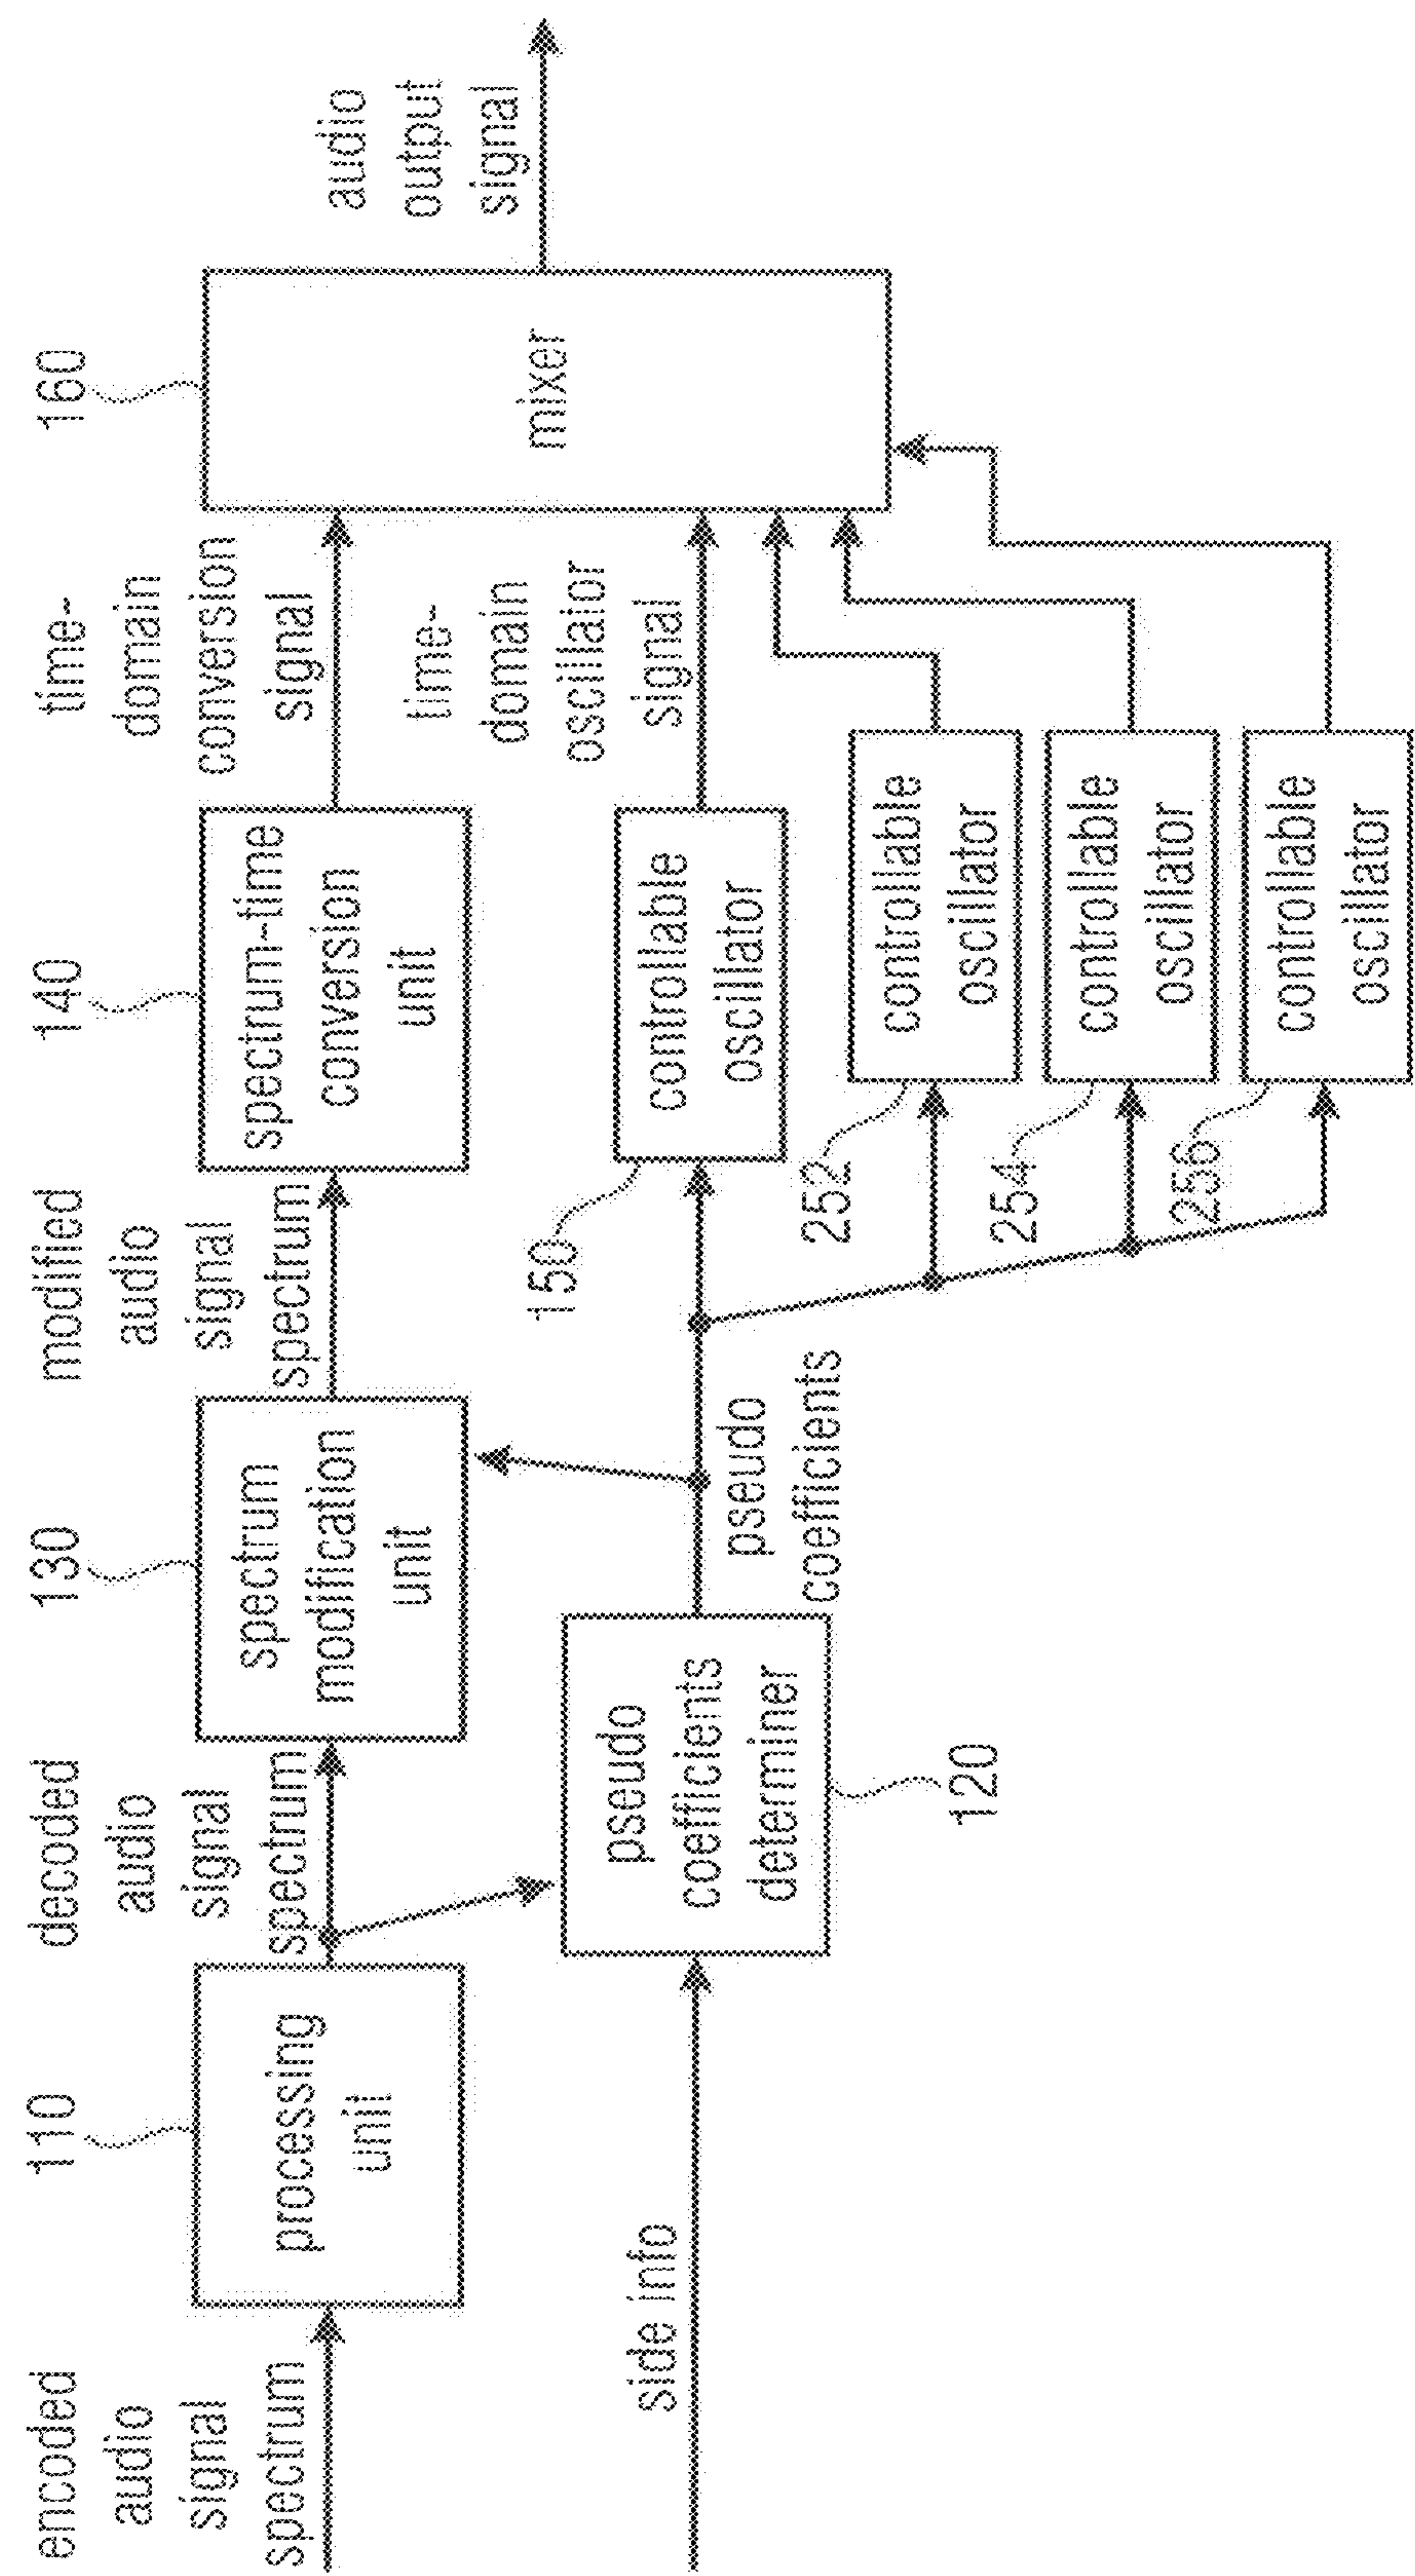 encoded
audio
signal
spectrum
110
processing
unit
decoded
audio
signal
spectrum
130
spectrum
modification
unit
modified
audio
signal
spectrum
140
spectrum-time
conversion
unit
time-
domain
conversion
signal
160
mixer
audio
output
signal
side info
pseudo
coefficients
determiner
120
pseudo
coefficients
150
controllable
oscillator
time-
domain
oscillator
signal
252
controllable
oscillator
254
controllable
oscillator
256
controllable
oscillator